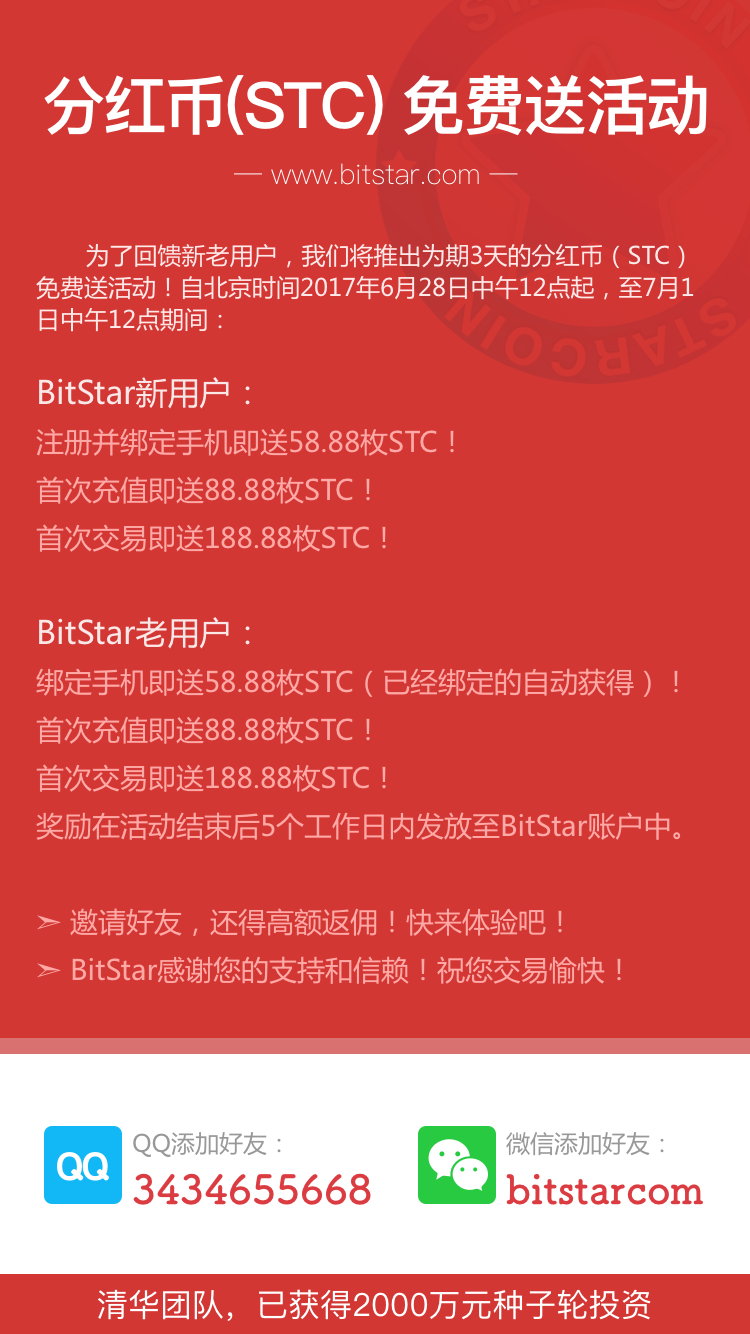 分红币(STC) 免费送活动
— www.bitstar.com —
为了回馈新老用户，我们将推出为期3天的分红币（STC）
免费送活动！自北京时间2017年6月28日中午12点起，至7月1
日中午12点期间：
STARCOIN
BitStar新用户：
注册并绑定手机即送58.88枚STC！
首次充值即送88.88枚STC！
首次交易即送188.88枚STC！
BitStar老用户：
绑定手机即送58.88枚STC（已经绑定的自动获得）！
首次充值即送88.88枚STC！
首次交易即送188.88枚STC！
奖励在活动结束后5个工作日内发放至BitStar账户中。
➢ 邀请好友，还得高额返佣！快来体验吧！
➢ BitStar感谢您的支持和信赖！祝您交易愉快！
QQ
QQ添加好友：
3434655668
微信添加好友：
bitstarcom
清华团队，已获得2000万元种子轮投资